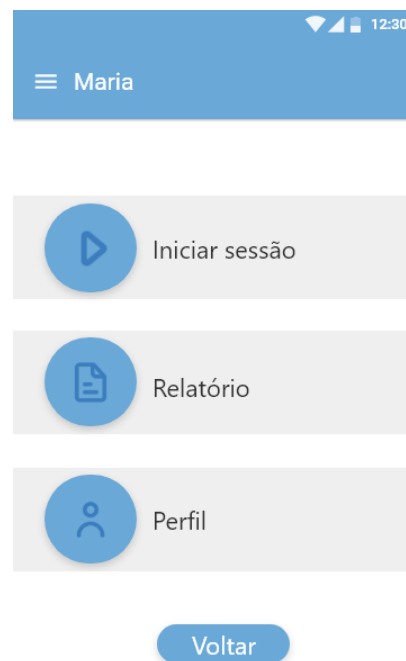 12:30
Maria
Iniciar sessão
Relatório
Perfil
Voltar